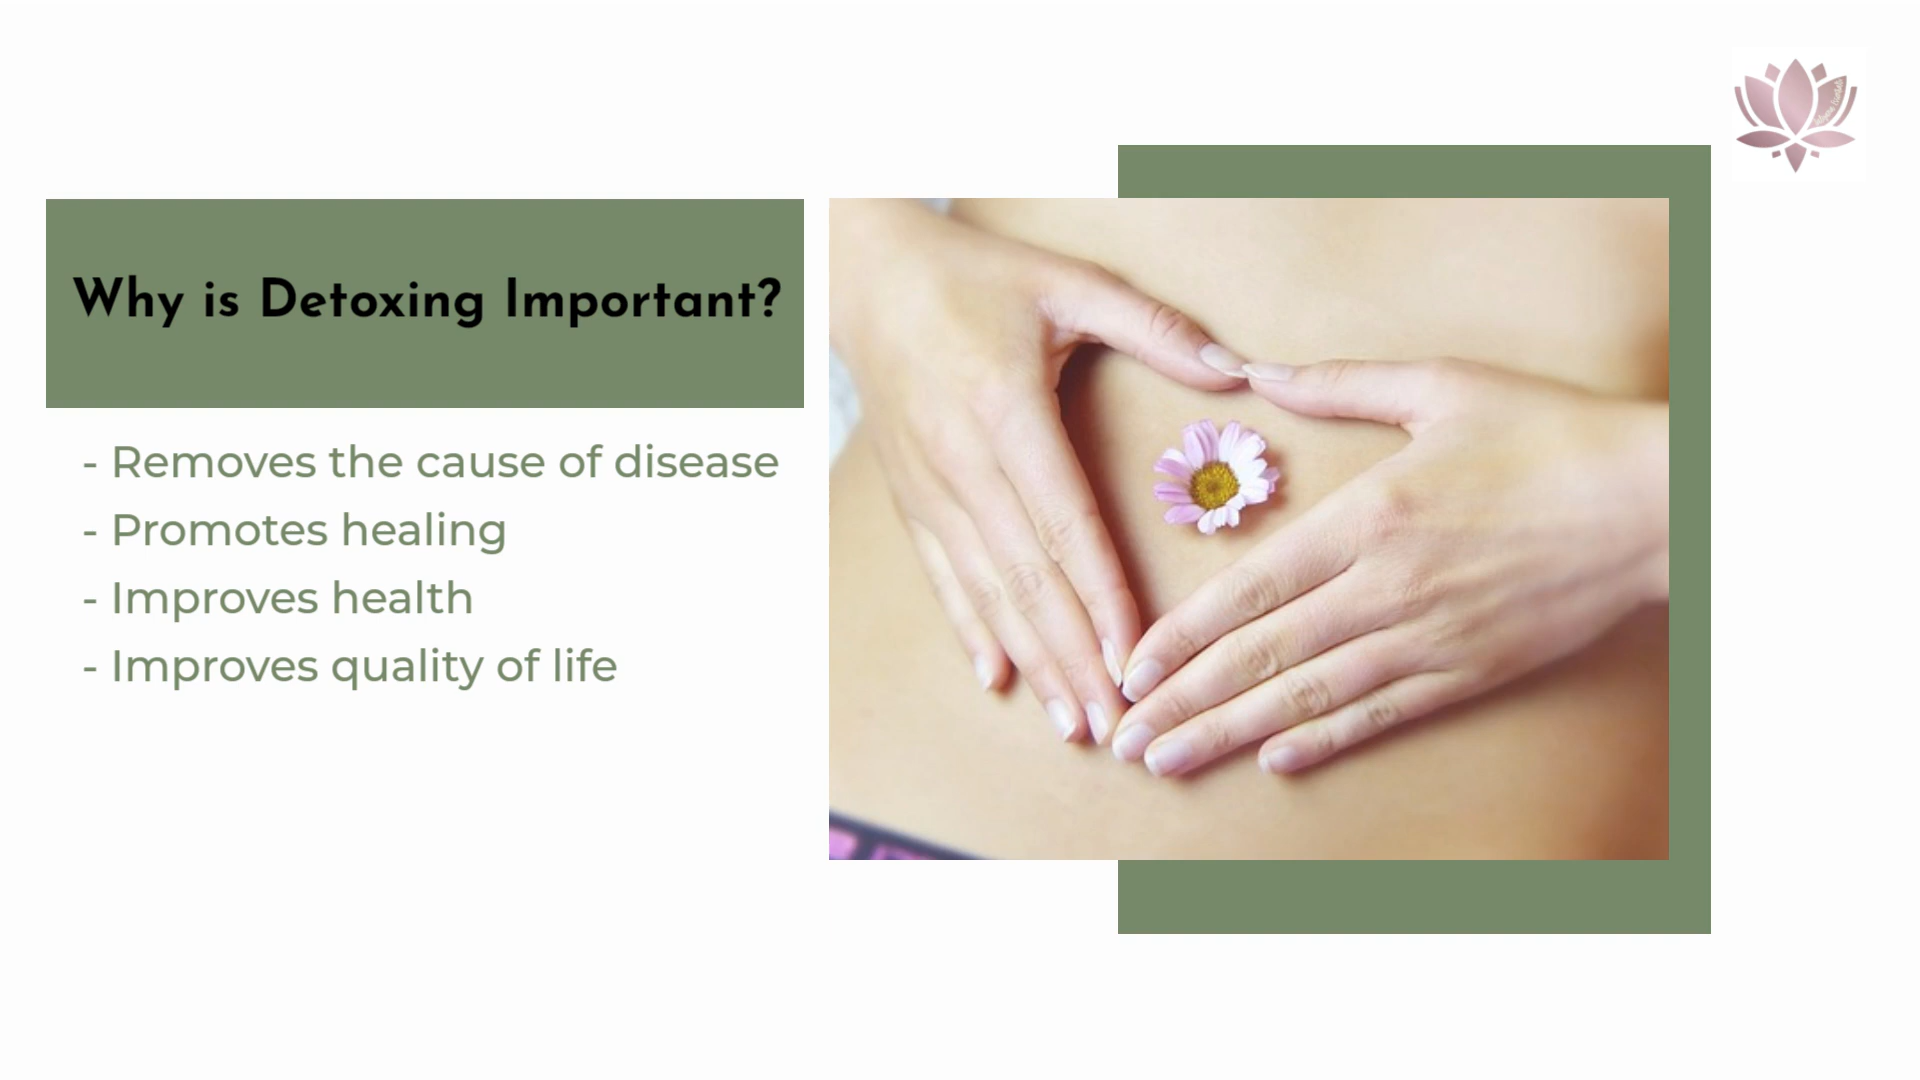 Why is Detoxing Important?
- Removes the cause of disease
- Promotes healing
- Improves health
- Improves quality of life